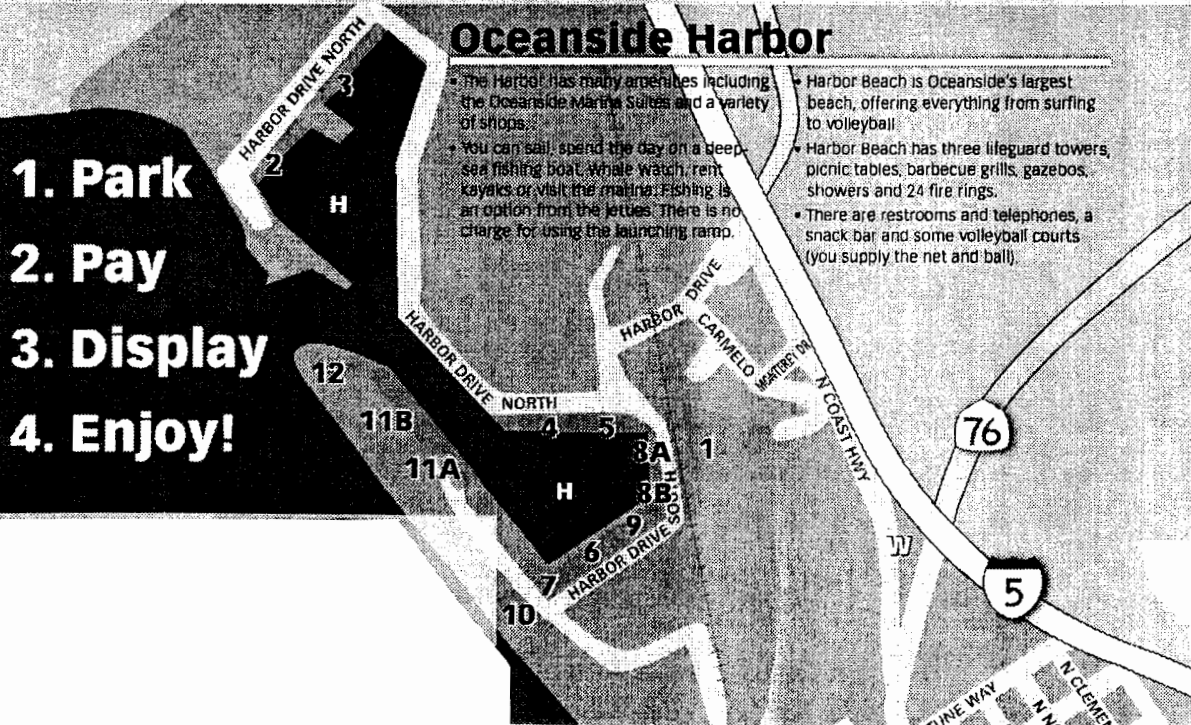 Oceanside Harbor
• The Harbor has many amenities including
the Oceanside Marina Suites and a variety
of shops.
• You can sail, spend the day on a deep-
sea fishing boat, whale watch, rent
kayaks or visit the marina. Fishing is
an option from the jetties. There is no
charge for using the launching ramp.
• Harbor Beach is Oceanside's largest
beach, offering everything from surfing
to volleyball
• Harbor Beach has three lifeguard towers,
picnic tables, barbecue grills, gazebos,
showers and 24 fire rings.
• There are restrooms and telephones, a
snack bar and some volleyball courts
(you supply the net and ball).
1. Park
2. Pay
3. Display
4. Enjoy!
HARBOR DRIVE NORTH
3
2
H
HARBOR DRIVE
CARMELO
MONTEREY DR
HARBOR DRIVE NORTH
N COAST HWY
12
11B
11A
4
5
8A
1
H
8B
9
6
7
10
HARBOR DRIVE SOUTH
76
W
5
TUNE WAY
N CLEME
N N